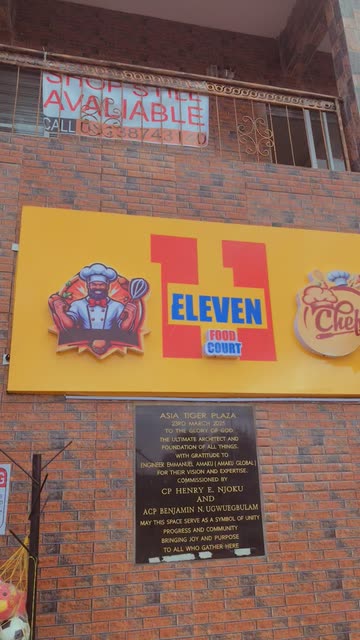 SHOP STILL
AVALIABLE
CALL
11
ELEVEN
FOOD
COURT
Chef
ASIA TIGER PLAZA
23RD MARCH 2025
TO THE GLORY OF GOD
THE ULTIMATE ARCHITECT AND
FOUNDATION OF ALL THINGS.
WITH GRATITUDE TO
ENGINEER EMMANUEL AMAKU (AMAKU GLOBAL)
FOR THEIR VISION AND EXPERTISE.
COMMISSIONED BY
CP HENRY E. NJOKU
AND
ACP BENJAMIN N. UGWUEGBULAM
MAY THIS SPACE SERVE AS A SYMBOL OF UNITY
PROGRESS AND COMMUNITY
BRINGING JOY AND PURPOSE
TO ALL WHO GATHER HERE